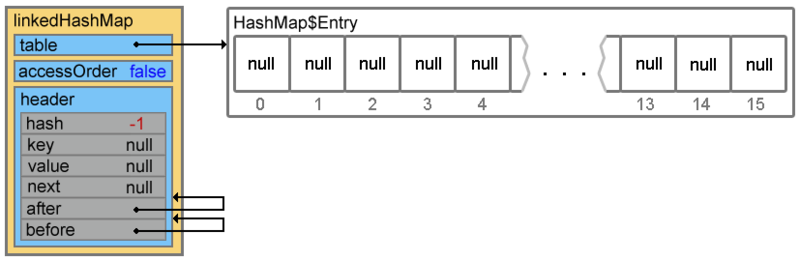 linkedHashMap
table
accessOrder false
header
hash -1
key null
value null
next null
after
before
HashMap$Entry
null null null null null . . . null null null
0 1 2 3 4 13 14 15